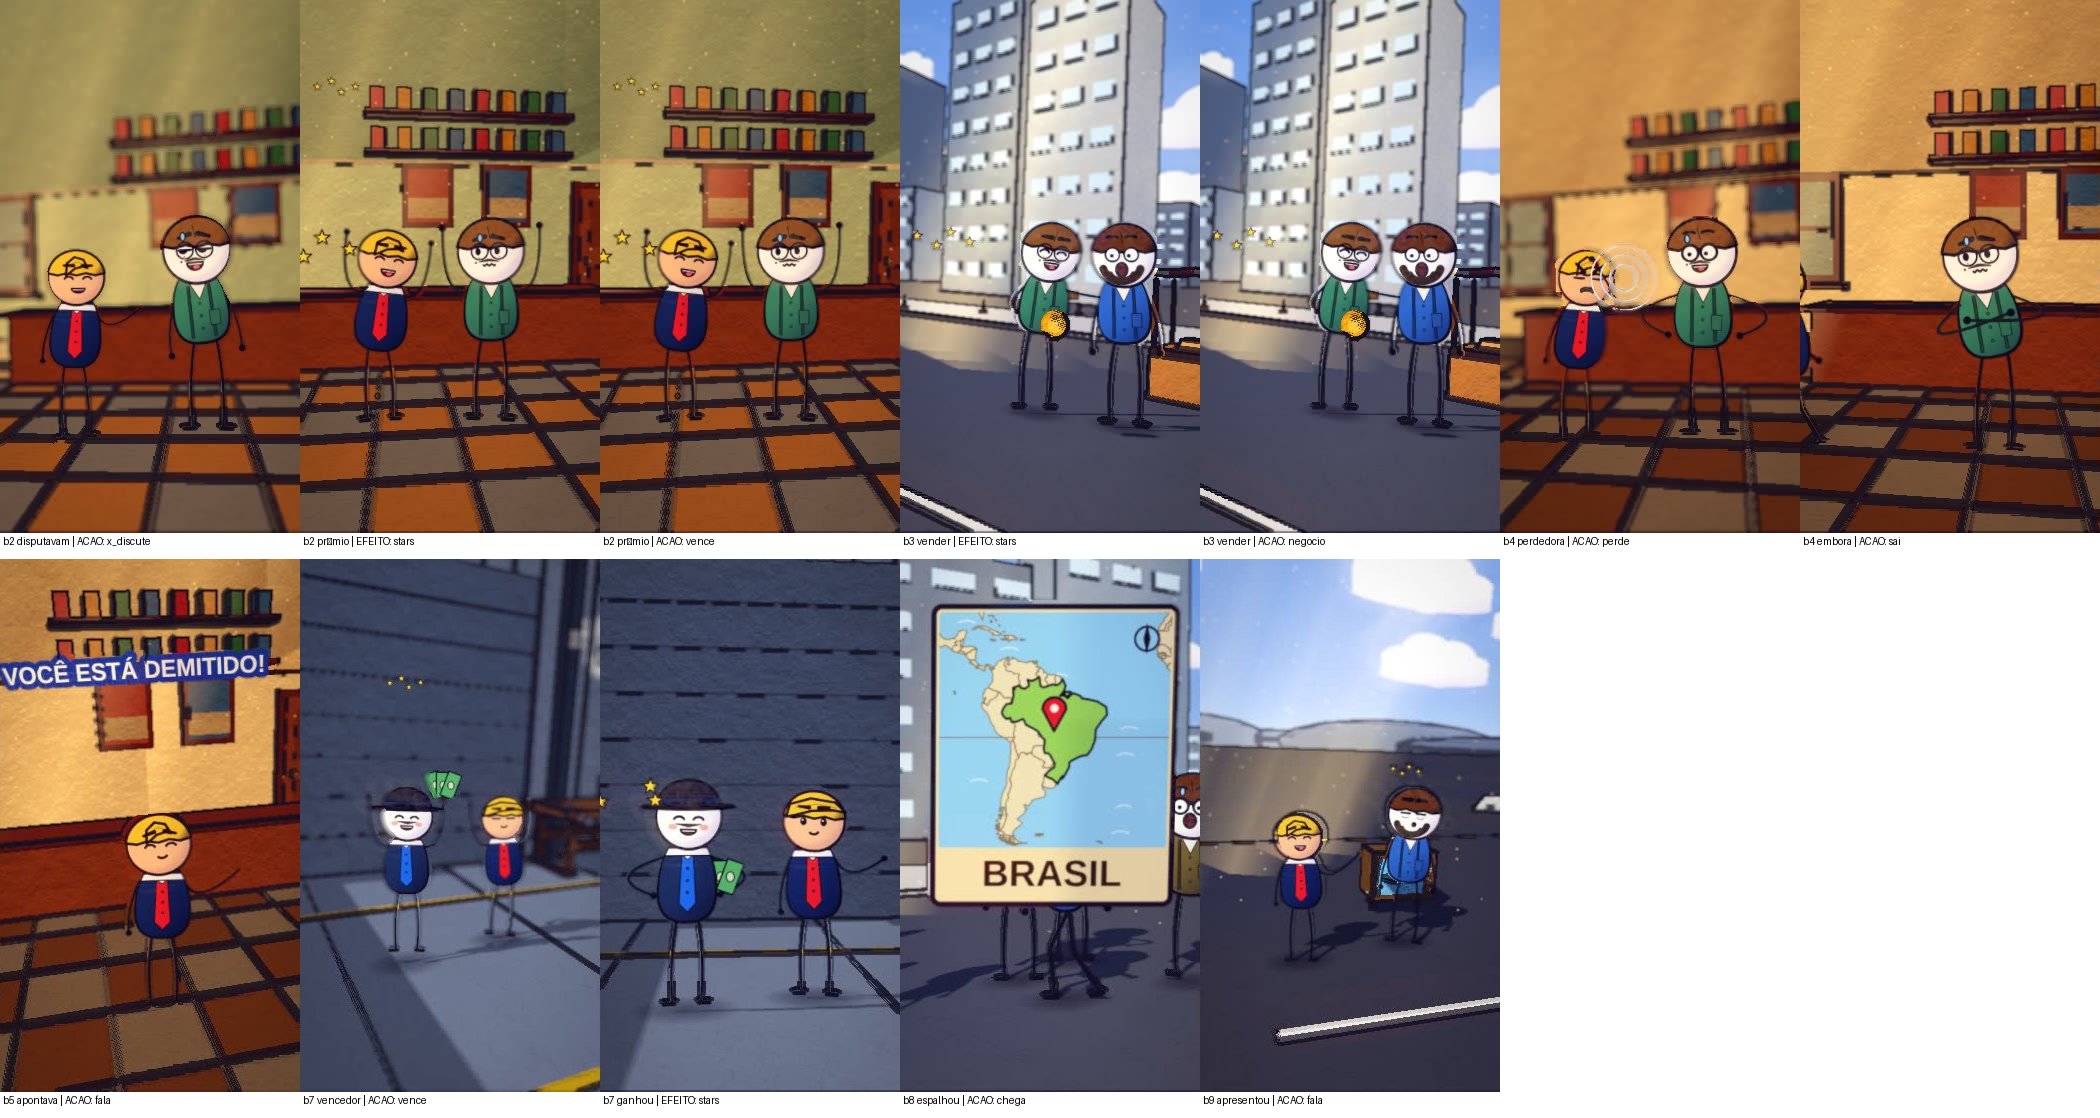 b2 disputavam | ACAO: x_discute
b2 pr□mio | EFEITO: stars
b2 pr□mio | ACAO: vence
b3 vender | EFEITO: stars
b3 vender | ACAO: negocio
b4 perdedora | ACAO: perde
b4 embora | ACAO: sai
VOCÊ ESTÁ DEMITIDO!
BRASIL
b5 apontava | ACAO: fala
b7 vencedor | ACAO: vence
b7 ganhou | EFEITO: stars
b8 espalhou | ACAO: chega
b9 apresentou | ACAO: fala